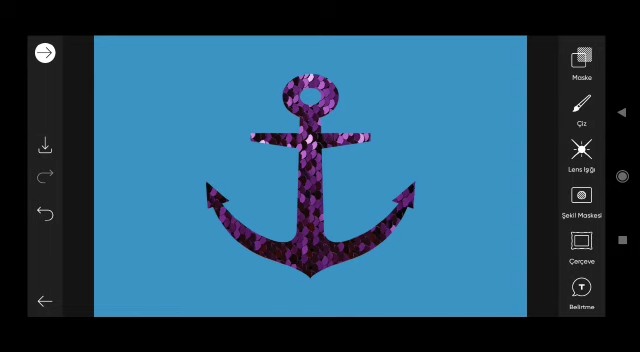 Maske
Çiz
Lens Işığı
Şekil Maskesi
Çerçeve
T
Belirtme